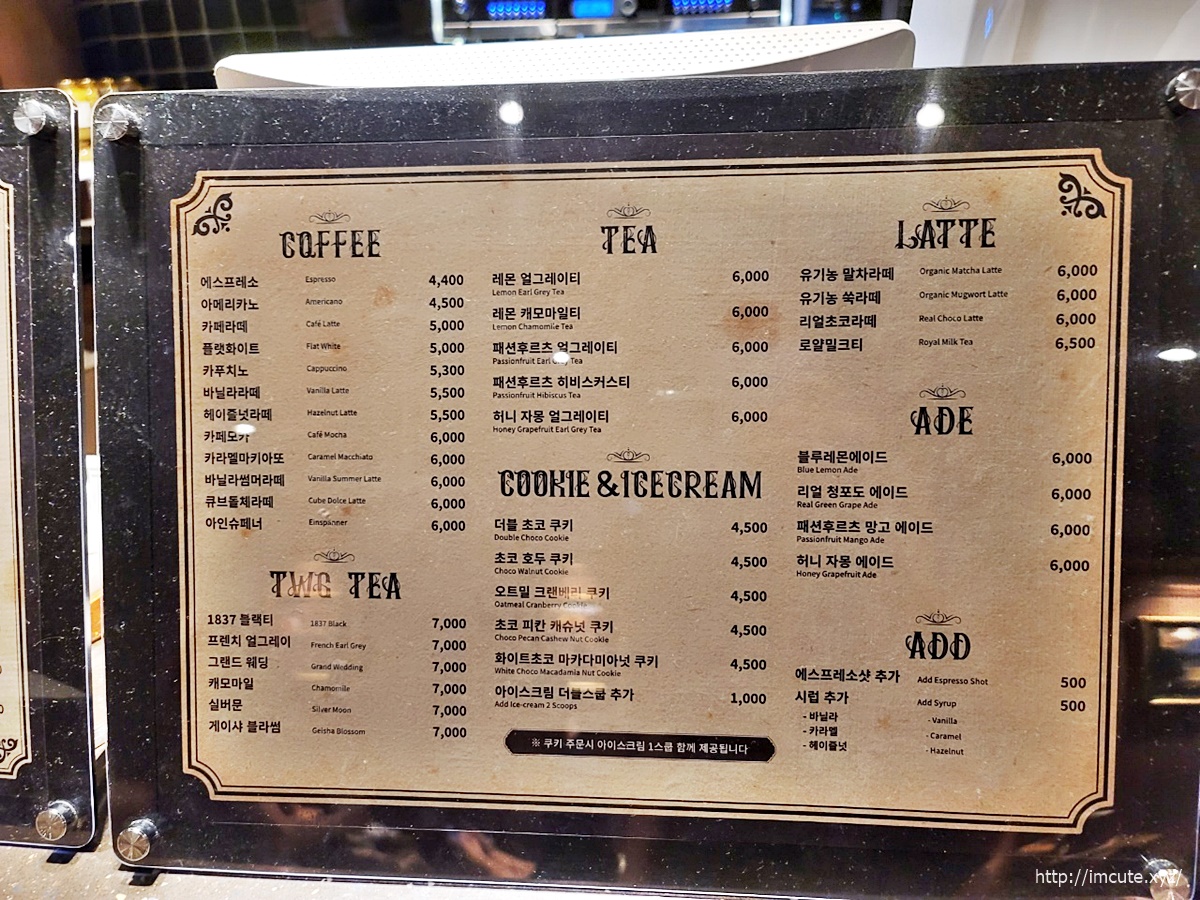 COFFEE
에스프레소 Espresso 4,400
아메리카노 Americano 4,500
카페라떼 Café Latte 5,000
플랫화이트 Flat White 5,000
카푸치노 Cappuccino 5,300
바닐라라떼 Vanilla Latte 5,500
헤이즐넛라떼 Hazelnut Latte 5,500
카페모카 Café Mocha 6,000
카라멜마키아또 Caramel Macchiato 6,000
바닐라썸머라떼 Vanilla Summer Latte 6,000
큐브돌체라떼 Cube Dolce Latte 6,000
아인슈페너 Einspänner 6,000
TWG TEA
1837 블랙티 1837 Black 7,000
프렌치 얼그레이 French Earl Grey 7,000
그랜드 웨딩 Grand Wedding 7,000
캐모마일 Chamomile 7,000
실버문 Silver Moon 7,000
게이샤 블라썸 Geisha Blossom 7,000
TEA
레몬 얼그레이티 6,000
Lemon Earl Grey Tea
레몬 캐모마일티 6,000
Lemon Chamomile Tea
패션후르츠 얼그레이티 6,000
Passionfruit Earl Grey Tea
패션후르츠 히비스커스티 6,000
Passionfruit Hibiscus Tea
허니 자몽 얼그레이티 6,000
Honey Grapefruit Earl Grey Tea
COOKIE & ICECREAM
더블 초코 쿠키 4,500
Double Choco Cookie
초코 호두 쿠키 4,500
Choco Walnut Cookie
오트밀 크랜베리 쿠키 4,500
Oatmeal Cranberry Cookie
초코 피칸 캐슈넛 쿠키 4,500
Choco Pecan Cashew Nut Cookie
화이트초코 마카다미아넛 쿠키 4,500
White Choco Macadamia Nut Cookie
아이스크림 더블스쿱 추가 1,000
Add Ice-cream 2 Scoops
※ 쿠키 주문시 아이스크림 1스쿱 함께 제공됩니다
LATTE
유기농 말차라떼 Organic Matcha Latte 6,000
유기농 쑥라떼 Organic Mugwort Latte 6,000
리얼초코라떼 Real Choco Latte 6,000
로얄밀크티 Royal Milk Tea 6,500
ADE
블루레몬에이드 6,000
Blue Lemon Ade
리얼 청포도 에이드 6,000
Real Green Grape Ade
패션후르츠 망고 에이드 6,000
Passionfruit Mango Ade
허니 자몽 에이드 6,000
Honey Grapefruit Ade
ADD
에스프레소샷 추가 Add Espresso Shot 500
시럽 추가 Add Syrup 500
- 바닐라 - Vanilla
- 카라멜 - Caramel
- 헤이즐넛 - Hazelnut
http://imcute.xyz/